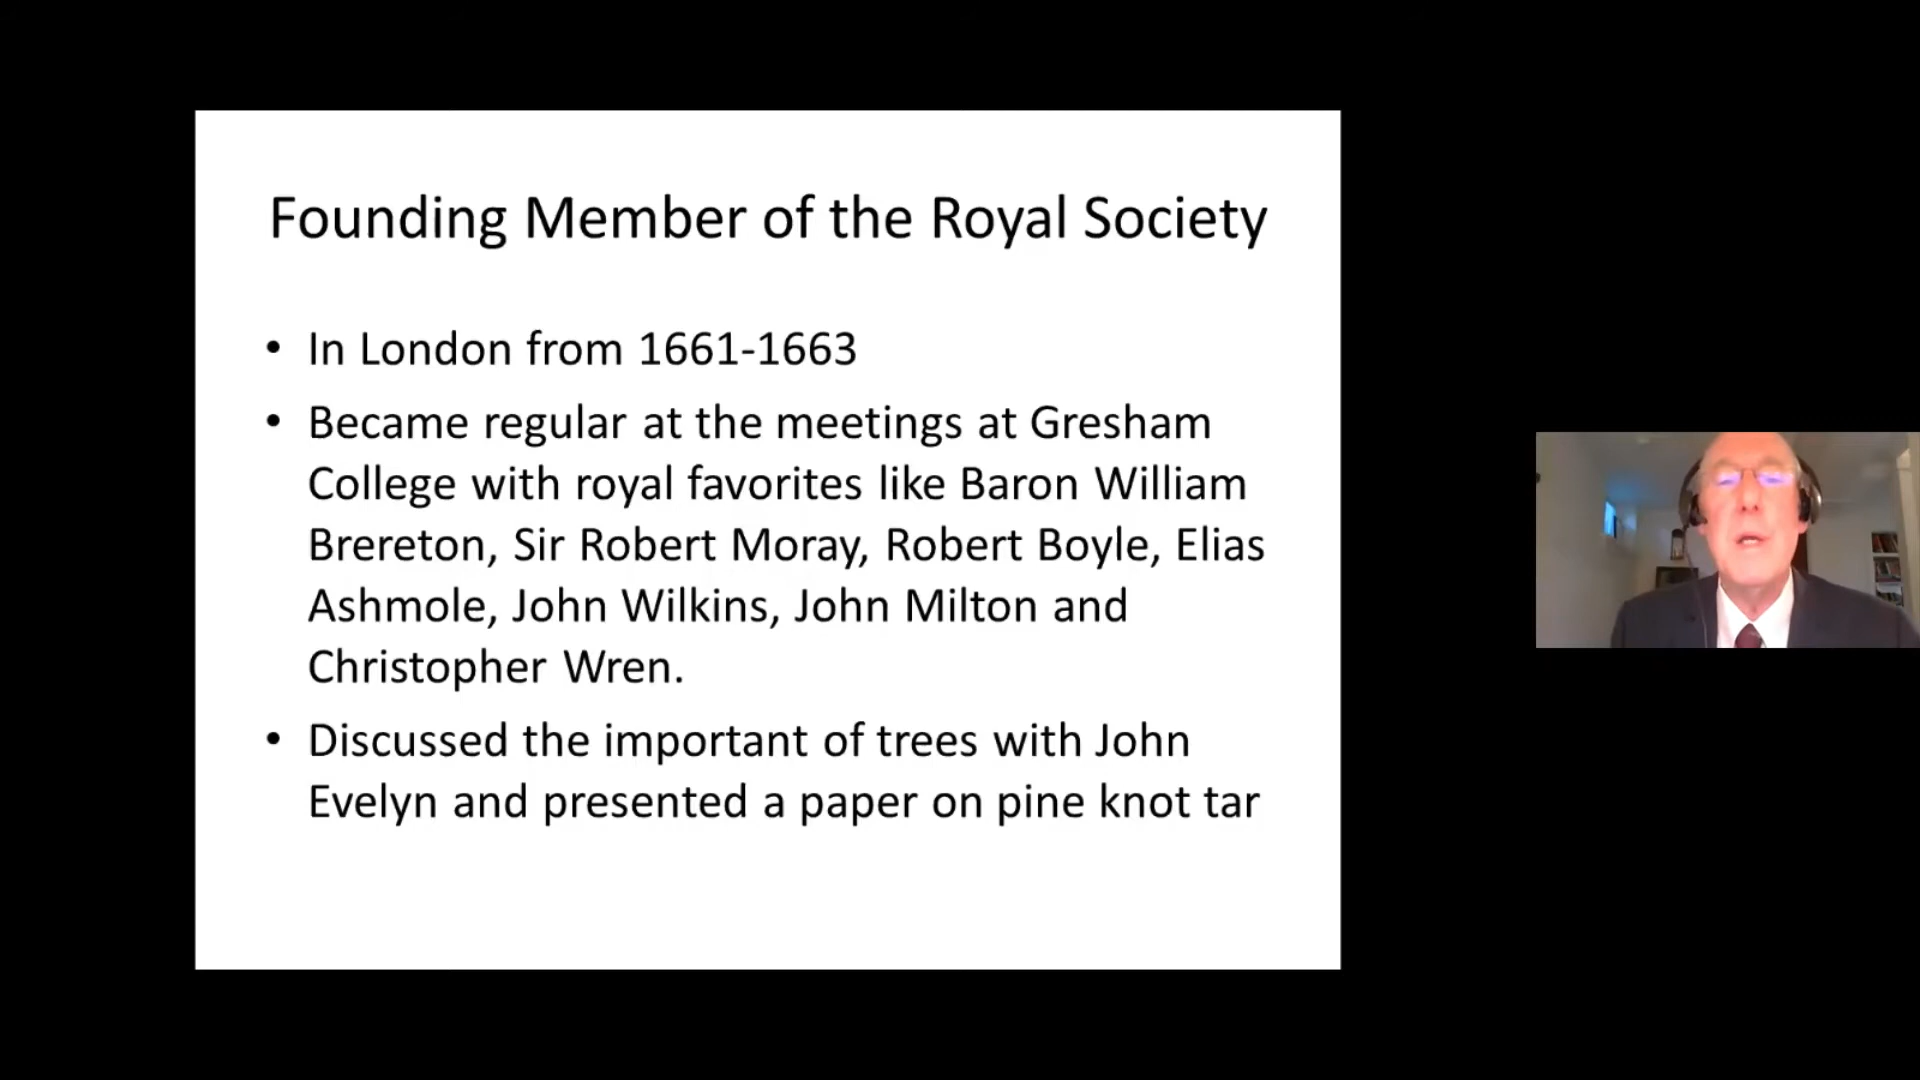 Founding Member of the Royal Society
• In London from 1661-1663
• Became regular at the meetings at Gresham
College with royal favorites like Baron William
Brereton, Sir Robert Moray, Robert Boyle, Elias
Ashmole, John Wilkins, John Milton and
Christopher Wren.
• Discussed the important of trees with John
Evelyn and presented a paper on pine knot tar